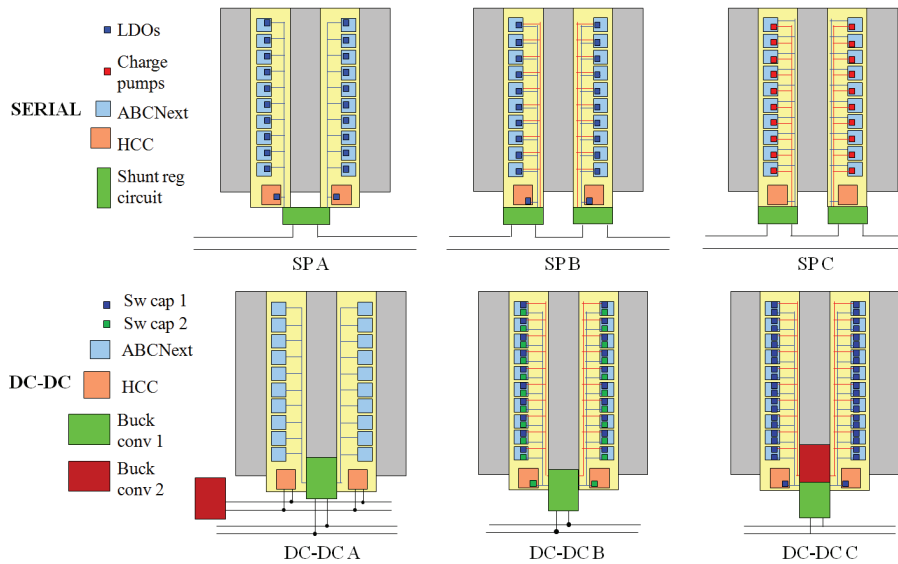 LDOs
Charge
pumps
SERIAL
ABCNext
HCC
Shunt reg
circuit
SP A
SP B
SP C
Sw cap 1
Sw cap 2
ABCNext
DC-DC
HCC
Buck
conv 1
Buck
conv 2
DC-DC A
DC-DC B
DC-DC C